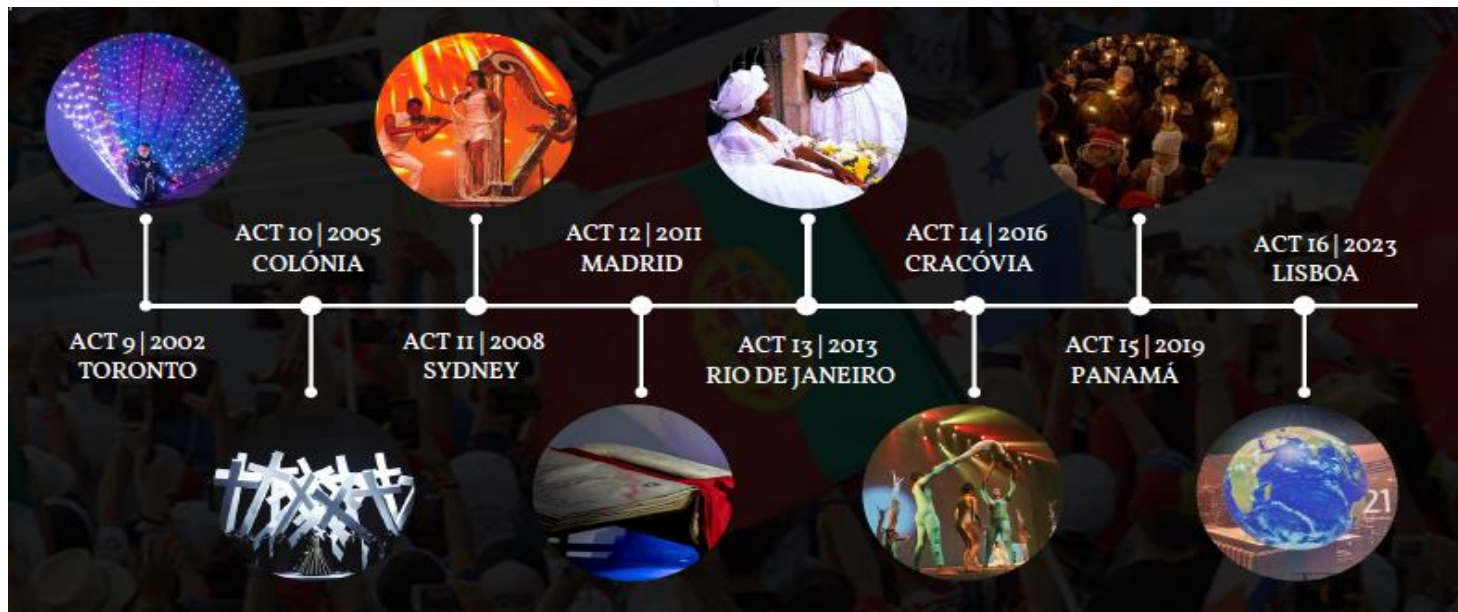 ACT 9 | 2002
TORONTO
ACT 10 | 2005
COLÓNIA
ACT 11 | 2008
SYDNEY
ACT 12 | 2011
MADRID
ACT 13 | 2013
RIO DE JANEIRO
ACT 14 | 2016
CRACÓVIA
ACT 15 | 2019
PANAMÁ
ACT 16 | 2023
LISBOA
21